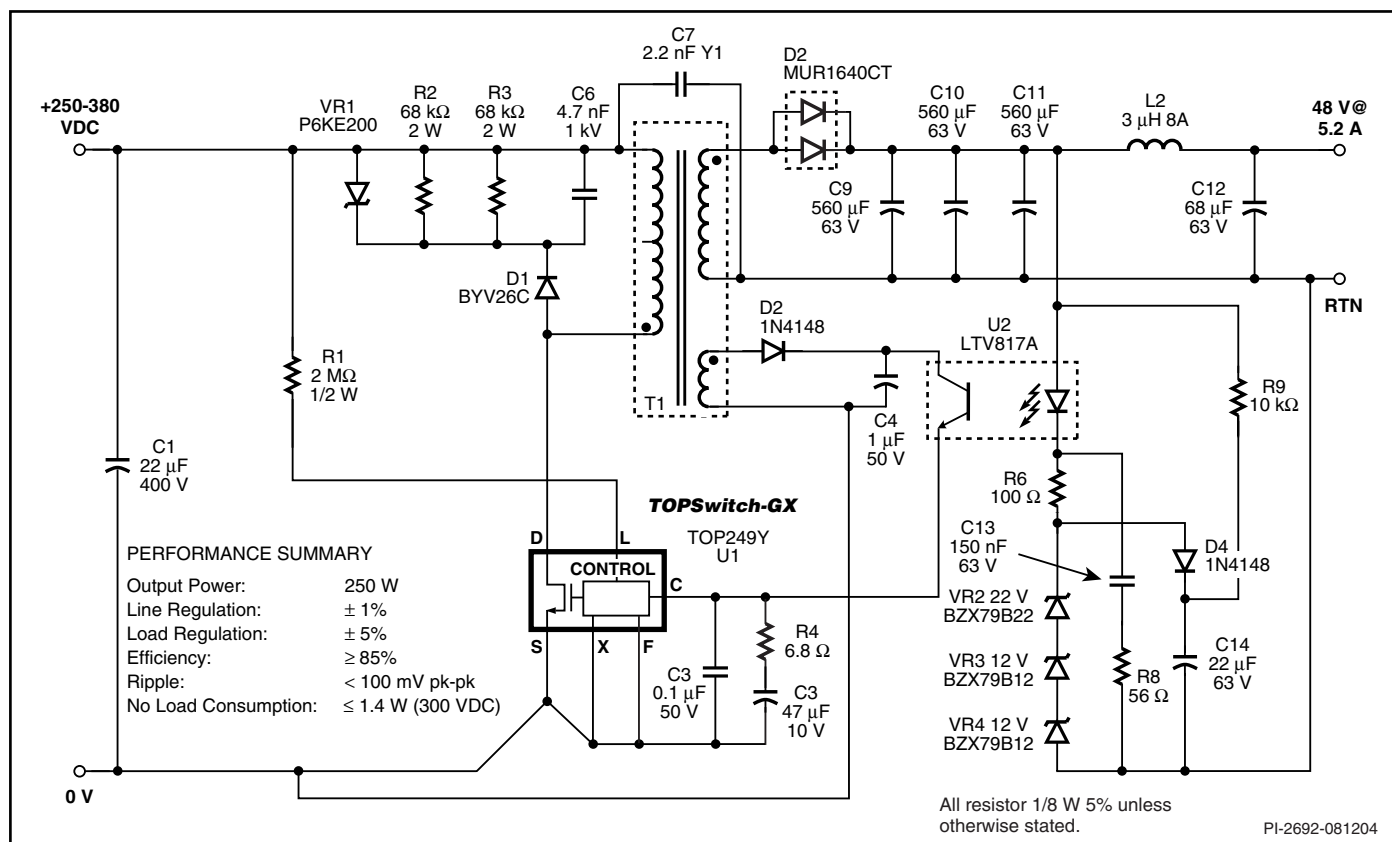 C7
2.2 nF Y1
D2
MUR1640CT
+250-380
VDC
VR1
P6KE200
R2
68 kΩ
2 W
R3
68 kΩ
2 W
C6
4.7 nF
1 kV
C10
560 μF
63 V
C11
560 μF
63 V
L2
3 μH 8A
48 V@
5.2 A
C9
560 μF
63 V
C12
68 μF
63 V
D1
BYV26C
RTN
D2
1N4148
U2
LTV817A
R1
2 MΩ
1/2 W
T1
C4
1 μF
50 V
R9
10 kΩ
C1
22 μF
400 V
R6
100 Ω
TOPSwitch-GX
TOP249Y
U1
D
L
CONTROL
C
S
X
F
C13
150 nF
63 V
D4
1N4148
PERFORMANCE SUMMARY
Output Power: 250 W
Line Regulation: ± 1%
Load Regulation: ± 5%
Efficiency: ≥ 85%
Ripple: < 100 mV pk-pk
No Load Consumption: ≤ 1.4 W (300 VDC)
VR2 22 V
BZX79B22
R4
6.8 Ω
C3
0.1 μF
50 V
C3
47 μF
10 V
VR3 12 V
BZX79B12
R8
56 Ω
C14
22 μF
63 V
VR4 12 V
BZX79B12
0 V
All resistor 1/8 W 5% unless
otherwise stated.
PI-2692-081204